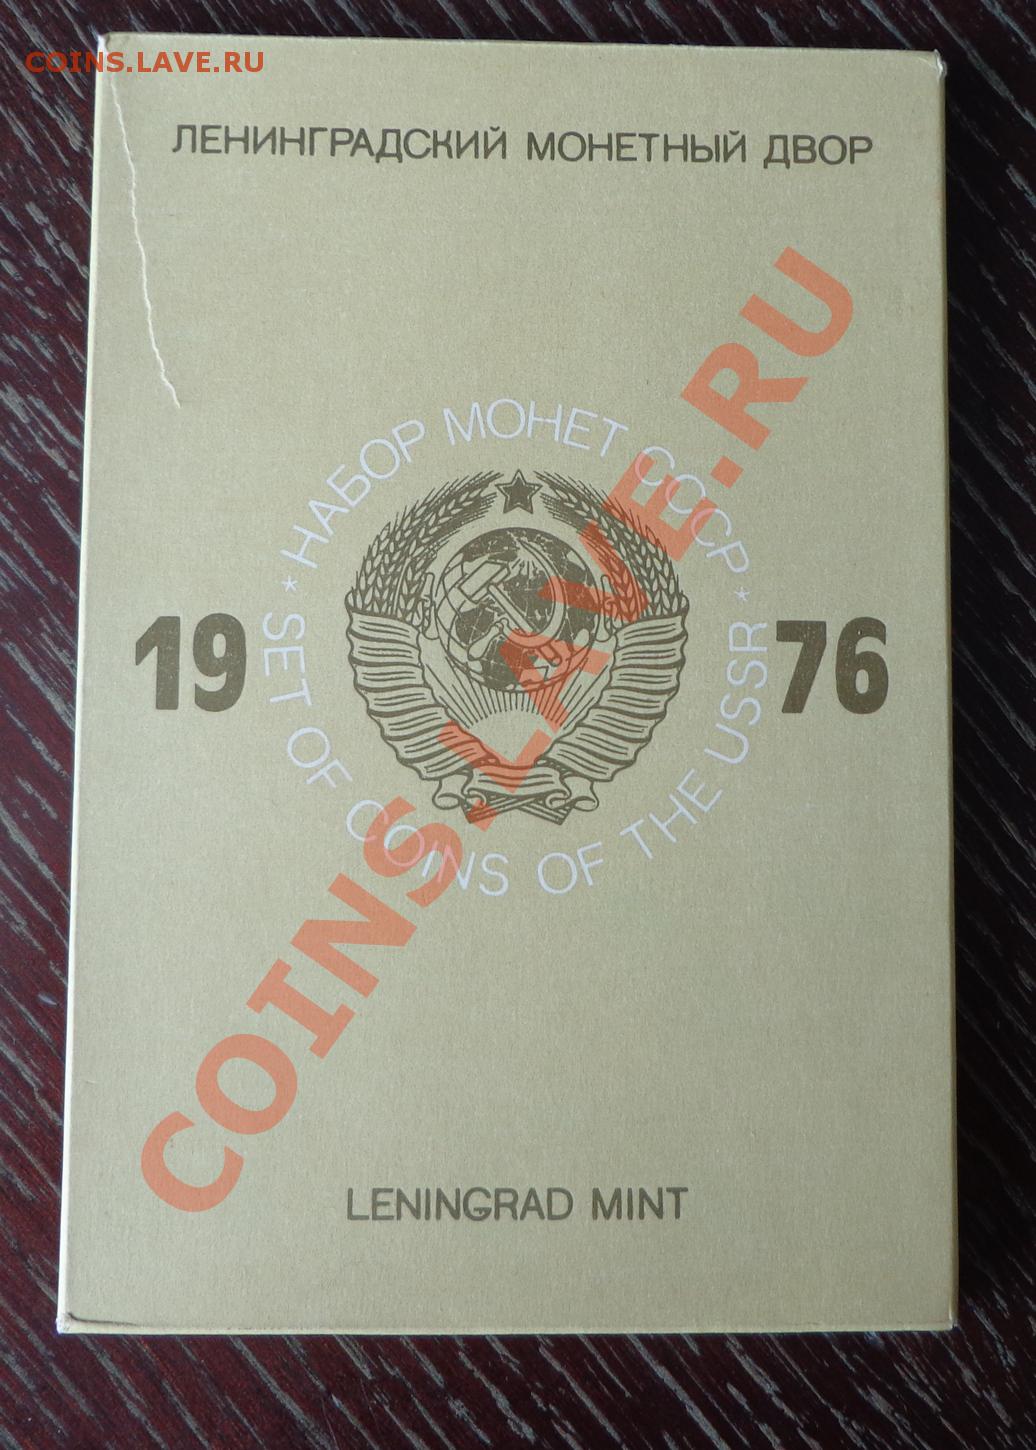 COINS.LAVE.RU
ЛЕНИНГРАДСКИЙ МОНЕТНЫЙ ДВОР
* НАБОР МОНЕТ СССР *
19 76
SET OF COINS OF THE USSR
COINS.LAVE.RU
LENINGRAD MINT